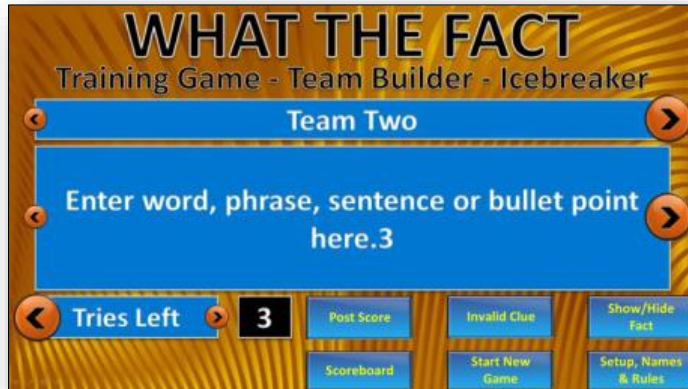 WHAT THE FACT
Training Game - Team Builder - Icebreaker
Team Two
Enter word, phrase, sentence or bullet point
here.3
Tries Left
3
Post Score
Invalid Clue
Show/Hide
Fact
Scoreboard
Start New
Game
Setup, Names
& Rules